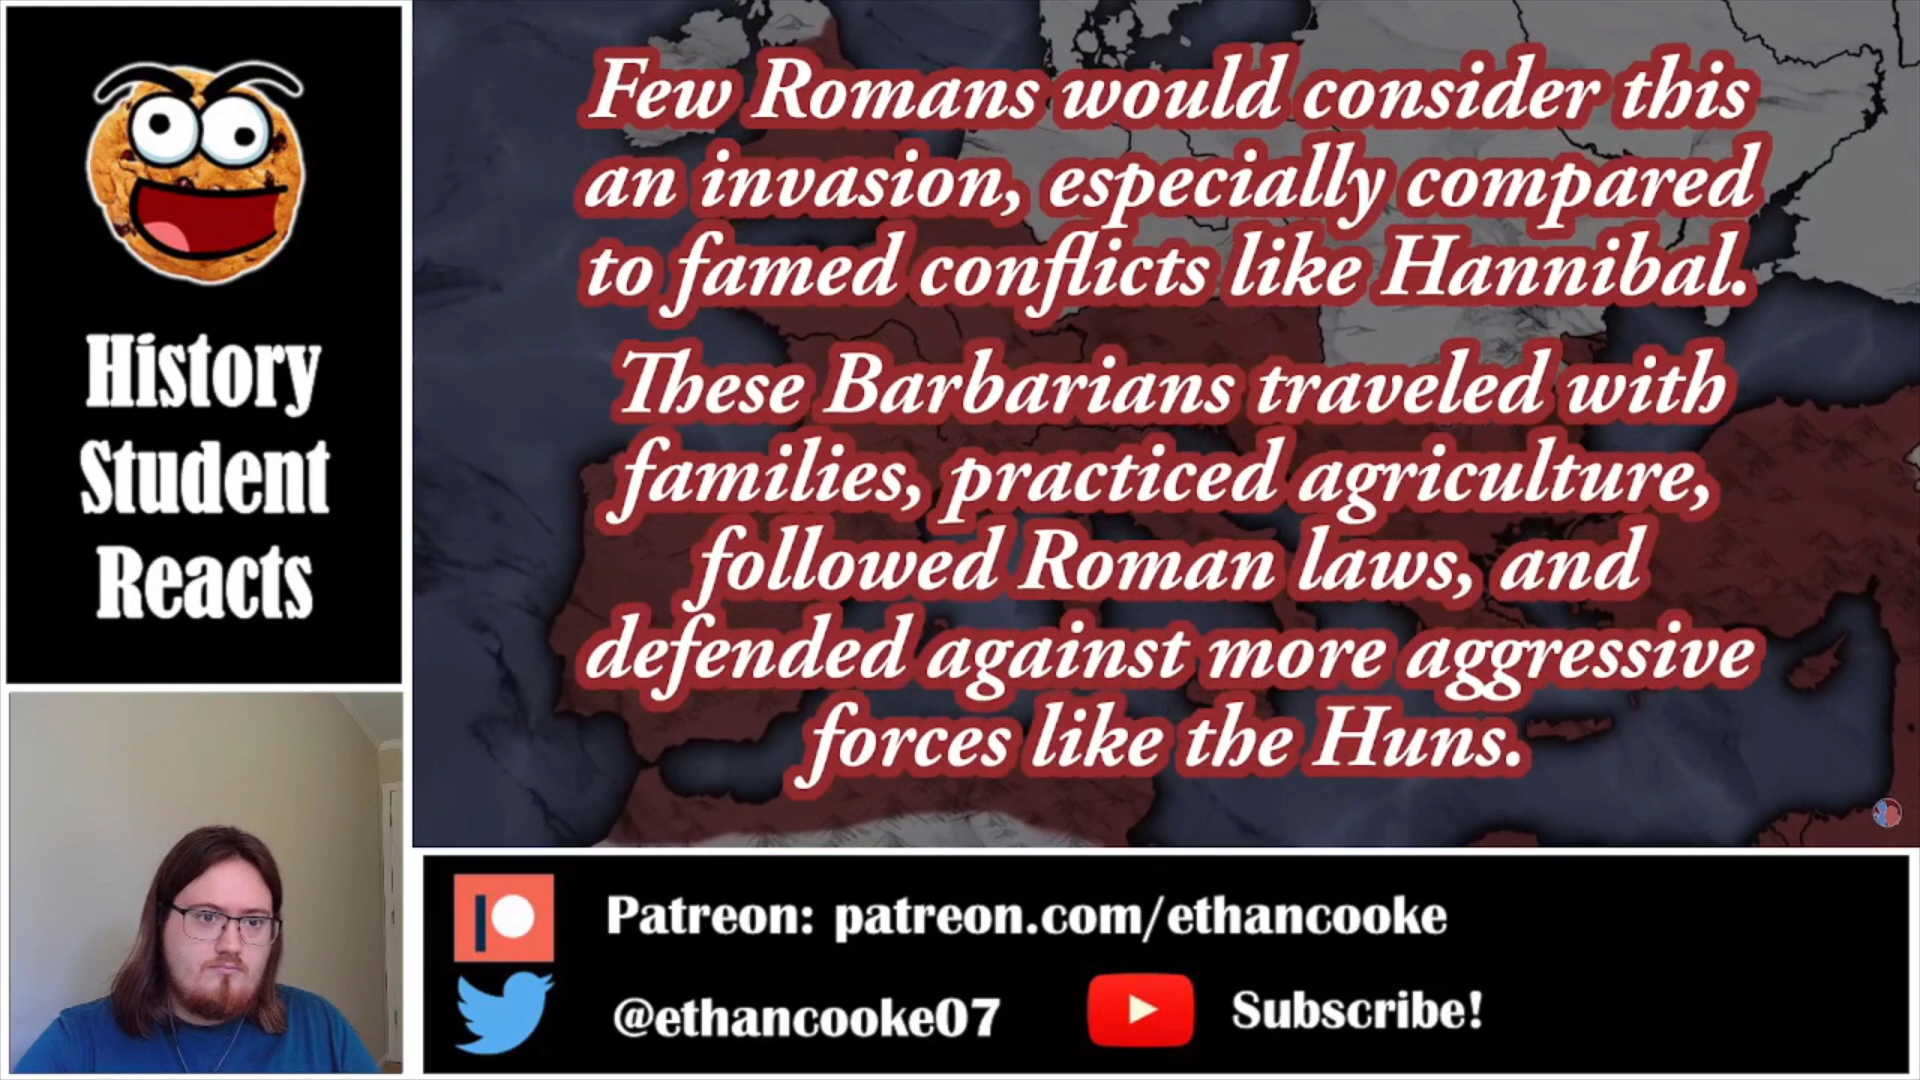 History
Student
Reacts
Few Romans would consider this
an invasion, especially compared
to famed conflicts like Hannibal.
These Barbarians traveled with
families, practiced agriculture,
followed Roman laws, and
defended against more aggressive
forces like the Huns.
Patreon: patreon.com/ethancooke
@ethancooke07
Subscribe!